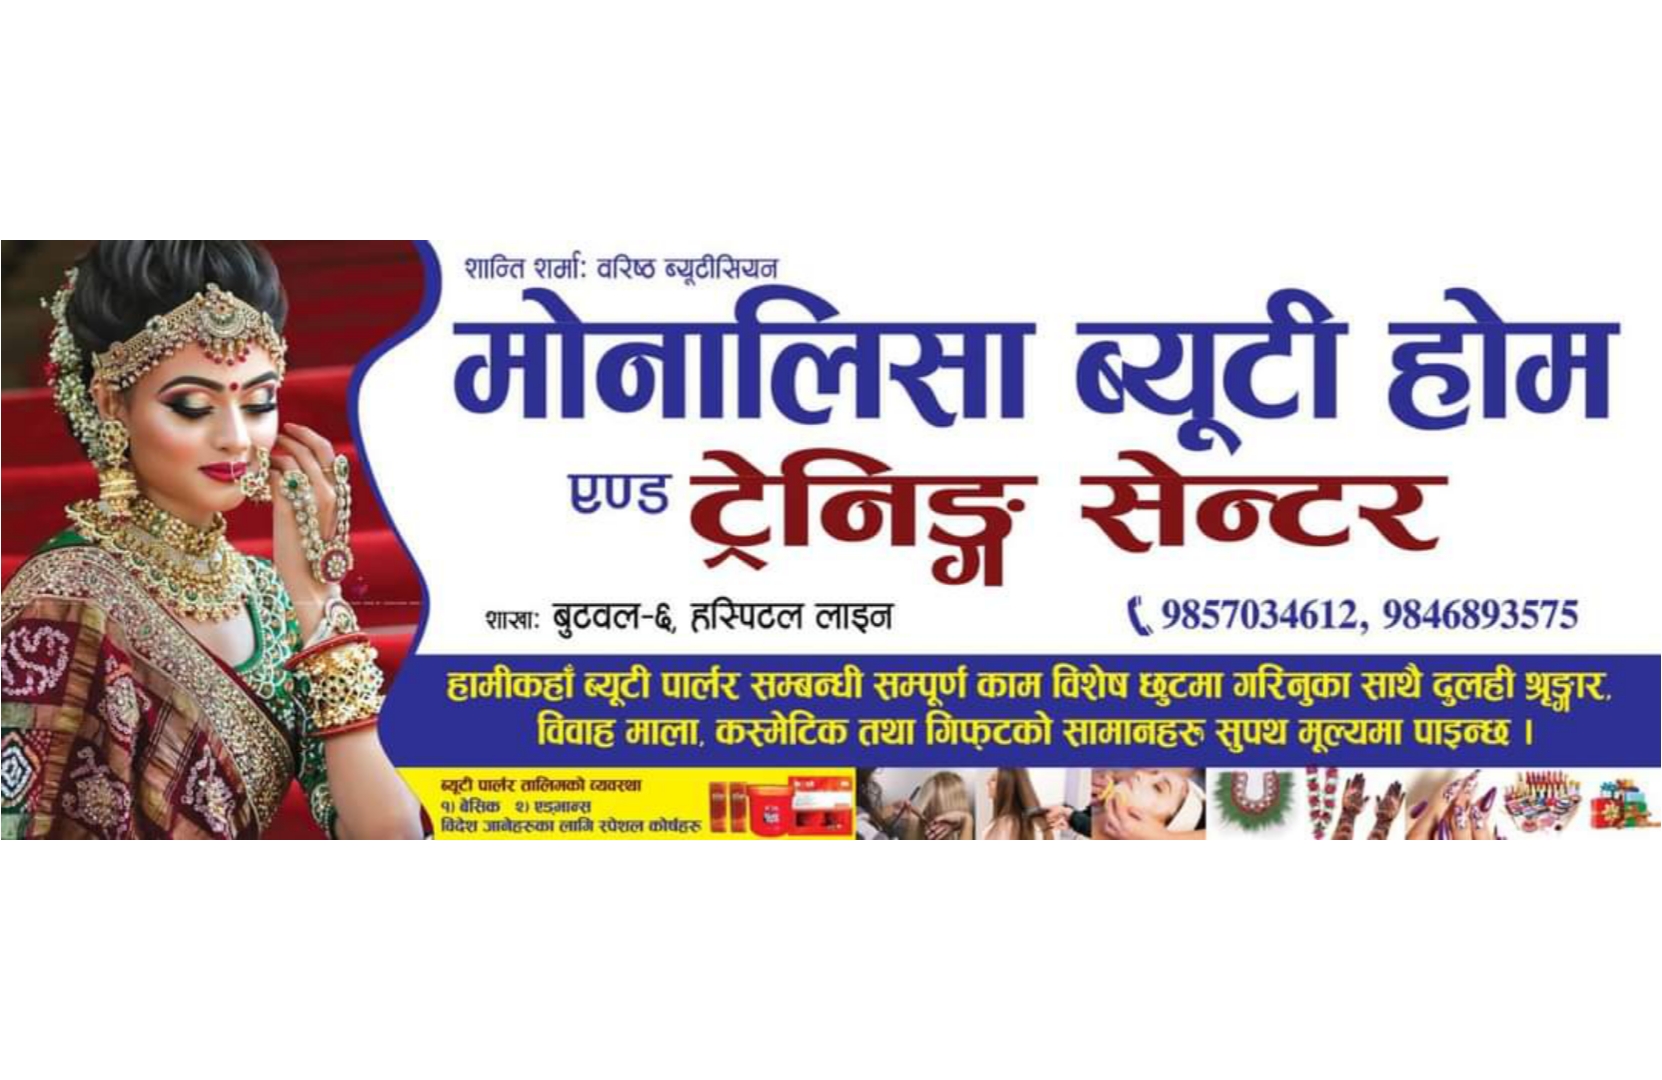 शान्ति शर्माः वरिष्ठ ब्यूटीसियन
मोनालिसा ब्यूटी होम
एण्ड ट्रेनिङ्ग सेन्टर
शाखाः बुटवल-६, हस्पिटल लाइन
9857034612, 9846893575
हामीकहाँ ब्यूटी पार्लर सम्बन्धी सम्पूर्ण काम विशेष छुटमा गरिनुका साथै दुलही श्रृङ्गार,
विवाह माला, कस्मेटिक तथा गिफ्टको सामानहरू सुपथ मूल्यमा पाइन्छ ।
ब्यूटी पार्लर तालिमको व्यवस्था
१) बेसिक २) एड्भान्स
विदेश जानेहरूका लागि स्पेशल कोर्षहरू